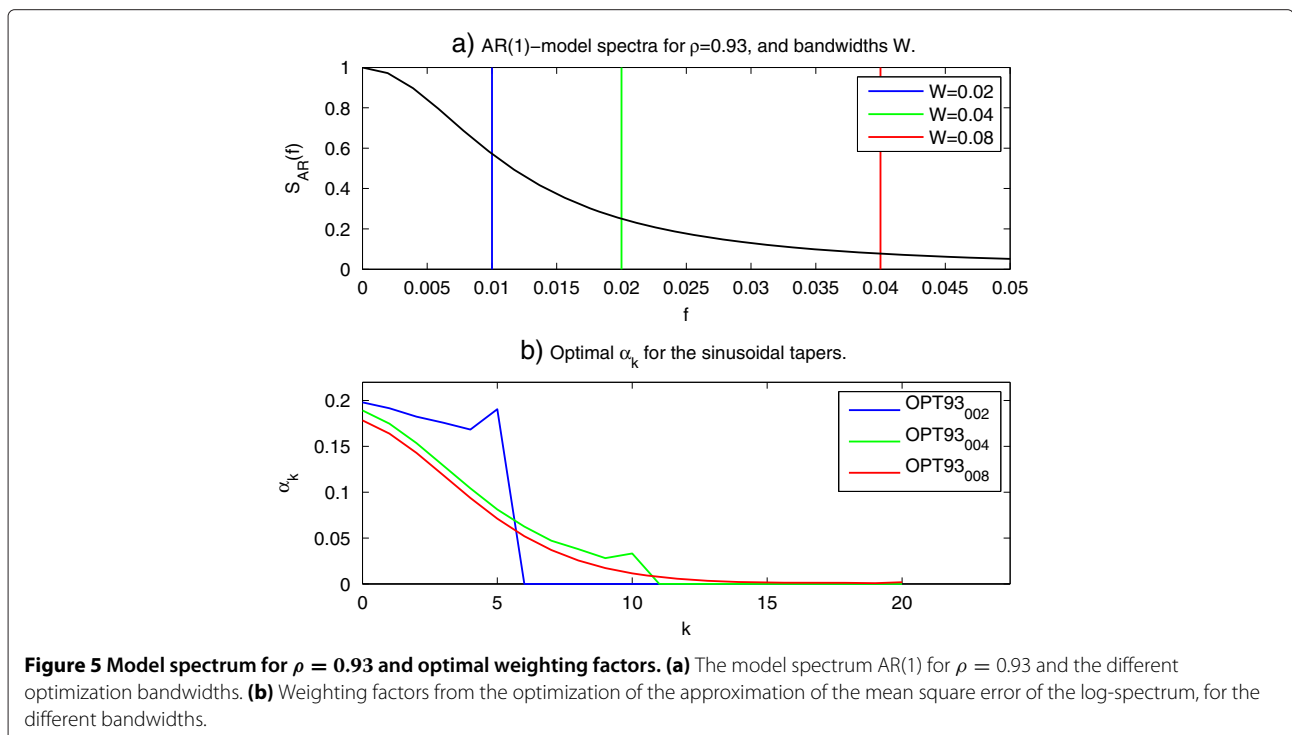 a) AR(1)−model spectra for ρ=0.93, and bandwidths W.
1
0.8
0.6
0.4
0.2
0
S_AR(f)
W=0.02
W=0.04
W=0.08
0 0.005 0.01 0.015 0.02 0.025 0.03 0.035 0.04 0.045 0.05
f
b) Optimal α_k for the sinusoidal tapers.
0.2
0.15
0.1
0.05
0
α_k
OPT93_002
OPT93_004
OPT93_008
0 5 10 15 20
k
Figure 5 Model spectrum for ρ = 0.93 and optimal weighting factors. (a) The model spectrum AR(1) for ρ = 0.93 and the different
optimization bandwidths. (b) Weighting factors from the optimization of the approximation of the mean square error of the log-spectrum, for the
different bandwidths.